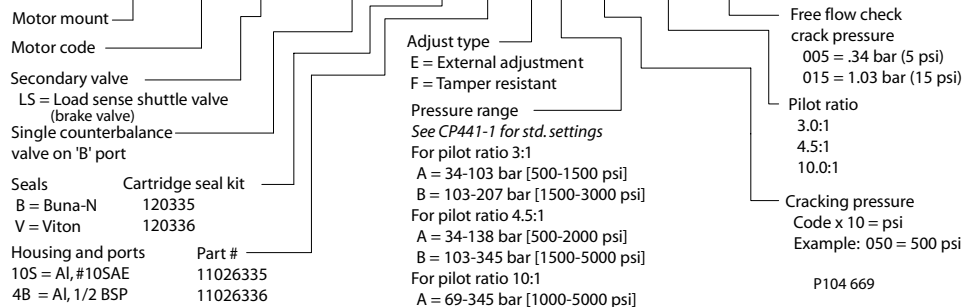 Motor mount
Motor code
Secondary valve
LS = Load sense shuttle valve
(brake valve)
Single counterbalance
valve on 'B' port
Seals Cartridge seal kit
B = Buna-N 120335
V = Viton 120336
Housing and ports Part #
10S = Al, #10SAE 11026335
4B = Al, 1/2 BSP 11026336
Adjust type
E = External adjustment
F = Tamper resistant
Pressure range
See CP441-1 for std. settings
For pilot ratio 3:1
A = 34-103 bar [500-1500 psi]
B = 103-207 bar [1500-3000 psi]
For pilot ratio 4.5:1
A = 34-138 bar [500-2000 psi]
B = 103-345 bar [1500-5000 psi]
For pilot ratio 10:1
A = 69-345 bar [1000-5000 psi]
Free flow check
crack pressure
005 = .34 bar (5 psi)
015 = 1.03 bar (15 psi)
Pilot ratio
3.0:1
4.5:1
10.0:1
Cracking pressure
Code x 10 = psi
Example: 050 = 500 psi
P104 669